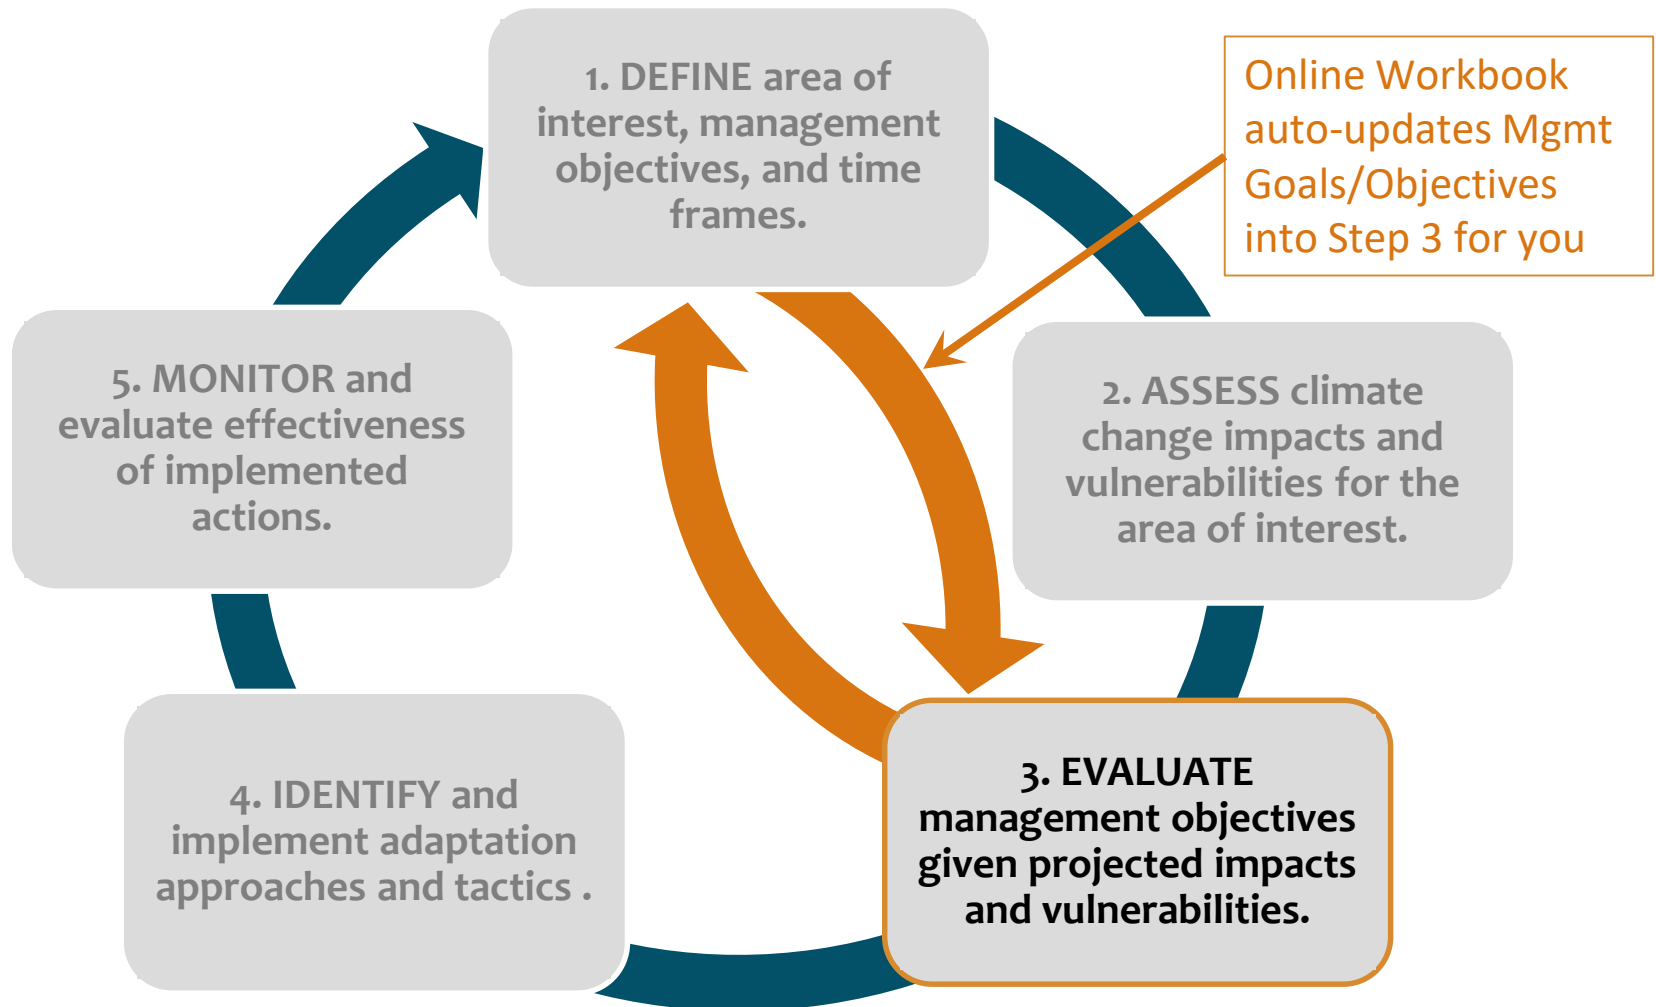 1. DEFINE area of
interest, management
objectives, and time
frames.
Online Workbook
auto-updates Mgmt
Goals/Objectives
into Step 3 for you
2. ASSESS climate
change impacts and
vulnerabilities for the
area of interest.
3. EVALUATE
management objectives
given projected impacts
and vulnerabilities.
4. IDENTIFY and
implement adaptation
approaches and tactics .
5. MONITOR and
evaluate effectiveness
of implemented
actions.